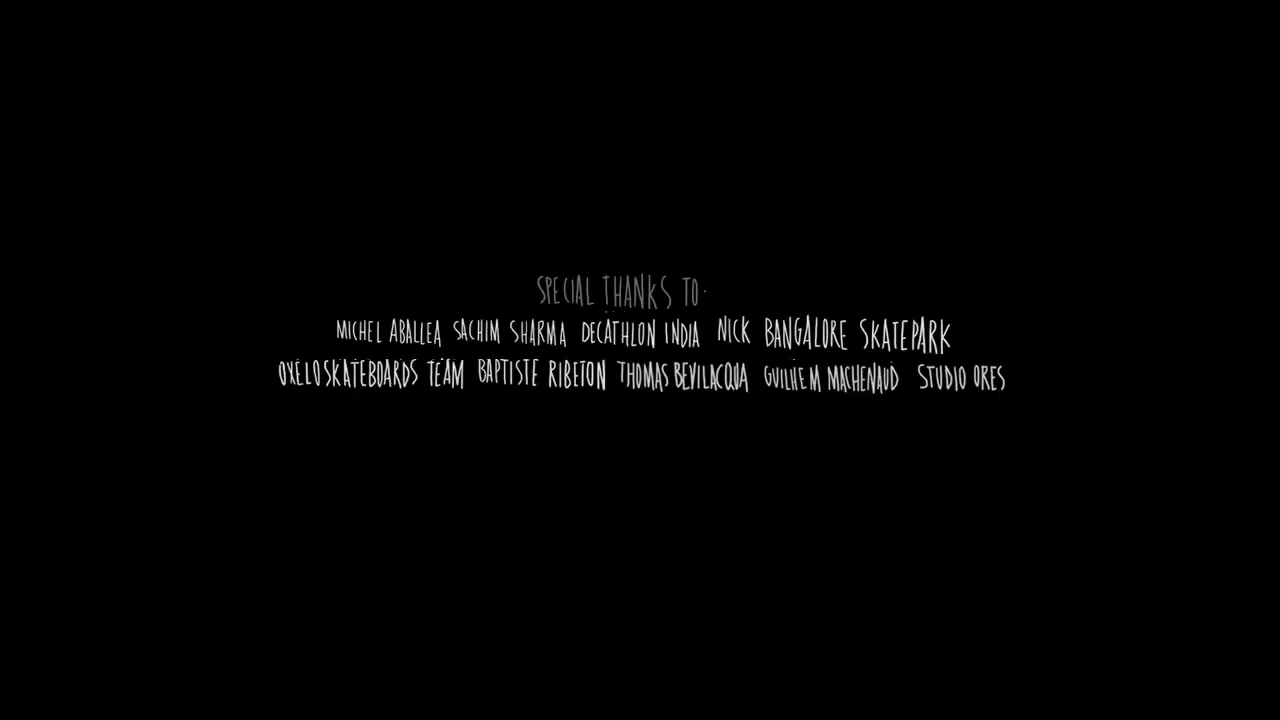 SPECIAL THANKS TO.
MICHEL ABALLEA SACHIM SHARMA DECATHLON INDIA NICK BANGALORE SKATEPARK
OXELO SKATEBOARDS TEAM BAPTISTE RIBETON THOMAS BEVILACQUA GUILHEM MACHENAUD STUDIO ORES